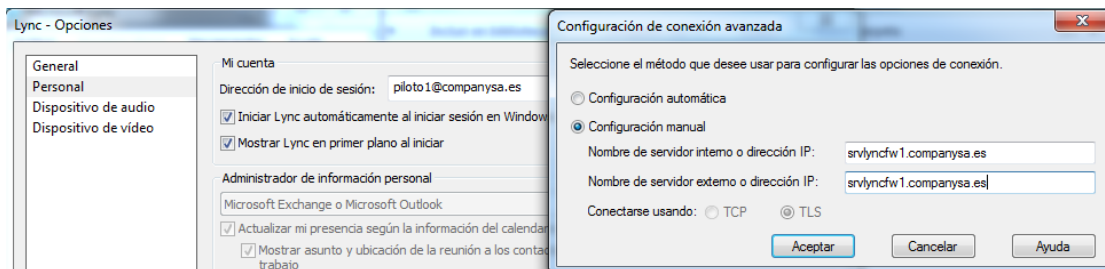 Lync - Opciones
General
Personal
Dispositivo de audio
Dispositivo de vídeo
Mi cuenta
Dirección de inicio de sesión: piloto1@companysa.es
Iniciar Lync automáticamente al iniciar sesión en Window
Mostrar Lync en primer plano al iniciar
Administrador de información personal
Microsoft Exchange o Microsoft Outlook
Actualizar mi presencia según la información del calendar
Mostrar asunto y ubicación de la reunión a los contac
trabajo
Configuración de conexión avanzada
Seleccione el método que desee usar para configurar las opciones de conexión.
Configuración automática
Configuración manual
Nombre de servidor interno o dirección IP: srvlyncfw1.companysa.es
Nombre de servidor externo o dirección IP: srvlyncfw1.companysa.es
Conectarse usando: TCP TLS
Aceptar Cancelar Ayuda